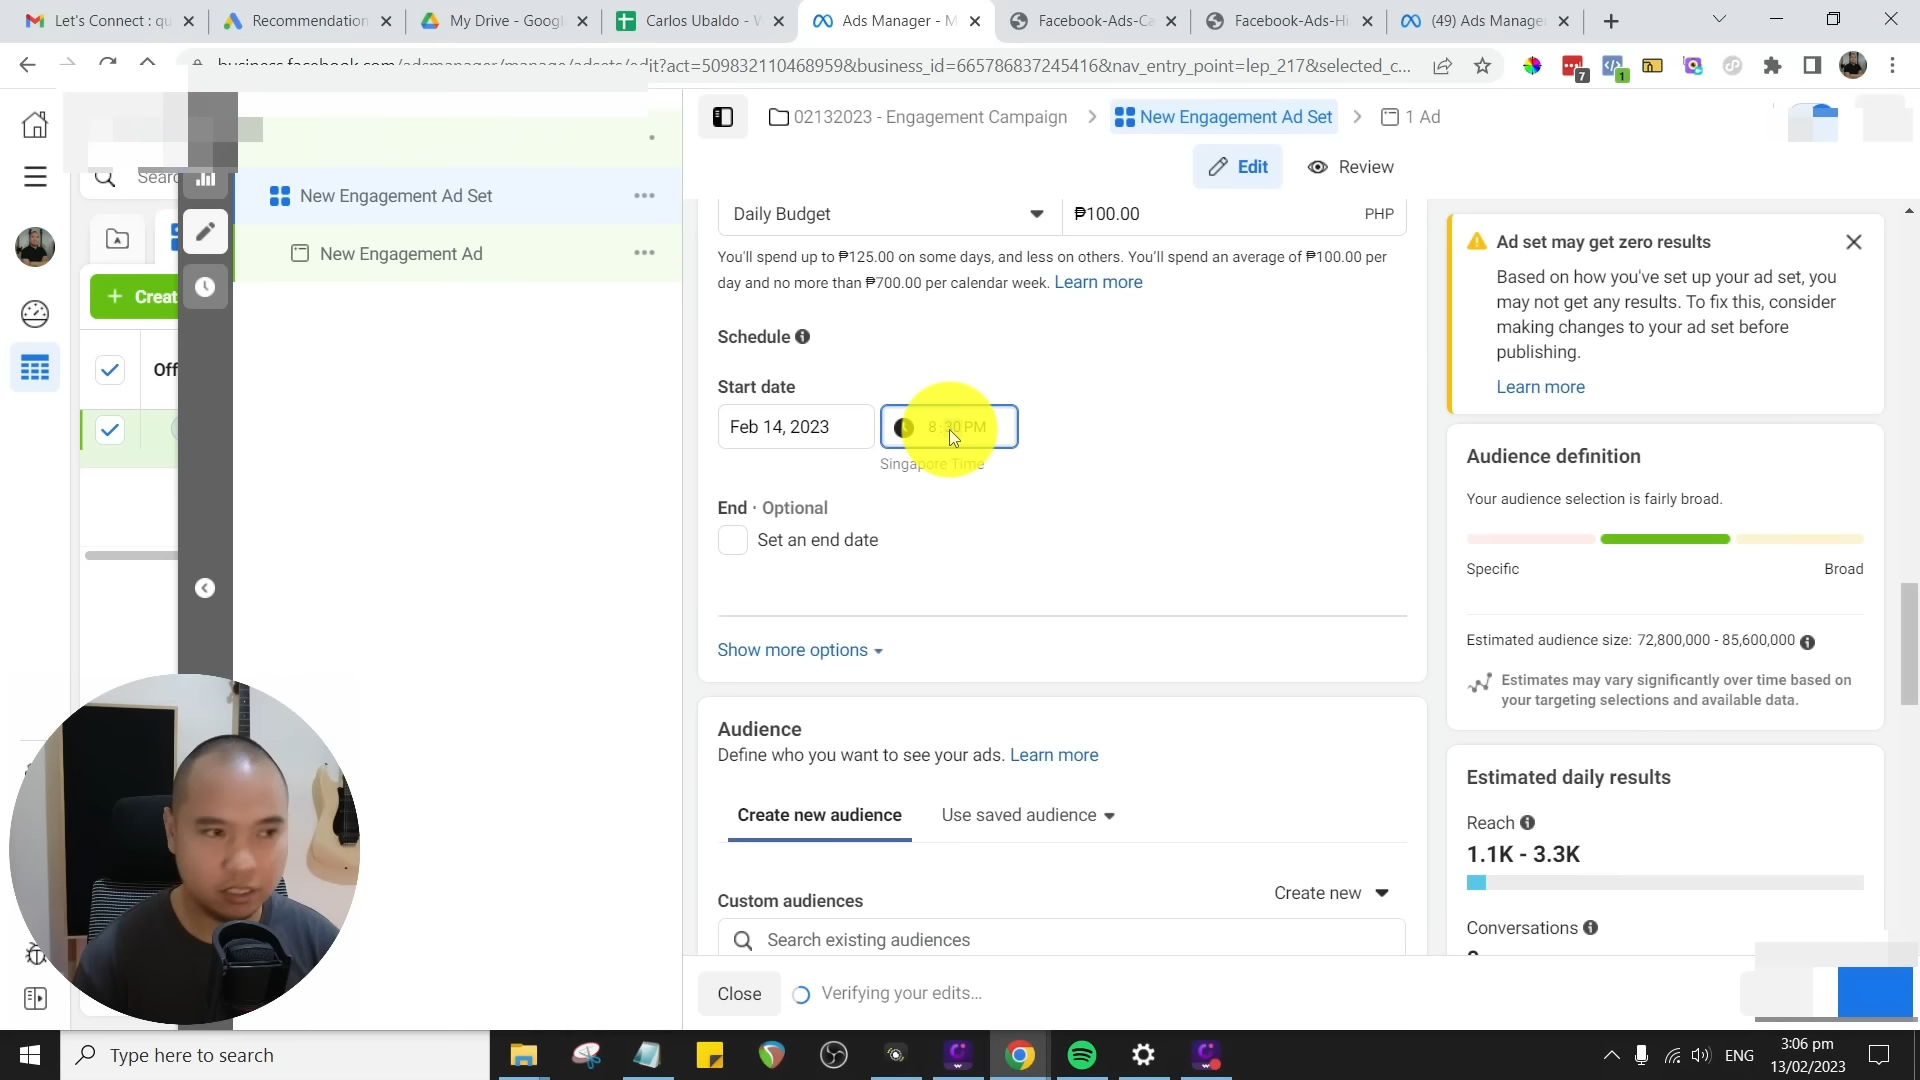 Let's Connect : qu
Recommendation
My Drive - Googl
Carlos Ubaldo - W
Ads Manager - M
Facebook-Ads-Ca
Facebook-Ads-Hi
(49) Ads Manage
business.facebook.com/adsmanager/manage/adsets/edit?act=509832110468959&business_id=665786837245416&nav_entry_point=lep_217&selected_c...
7
1
02132023 - Engagement Campaign
New Engagement Ad Set
1 Ad
Edit
Review
Searc
New Engagement Ad Set
New Engagement Ad
Creat
Off
Daily Budget
₱100.00
PHP
You'll spend up to ₱125.00 on some days, and less on others. You'll spend an average of ₱100.00 per
day and no more than ₱700.00 per calendar week. Learn more
Schedule
Start date
Feb 14, 2023
8:30 PM
Singapore Time
End · Optional
Set an end date
Show more options
Audience
Define who you want to see your ads. Learn more
Create new audience
Use saved audience
Custom audiences
Create new
Search existing audiences
Close
Verifying your edits...
Ad set may get zero results
Based on how you've set up your ad set, you
may not get any results. To fix this, consider
making changes to your ad set before
publishing.
Learn more
Audience definition
Your audience selection is fairly broad.
Specific
Broad
Estimated audience size: 72,800,000 - 85,600,000
Estimates may vary significantly over time based on
your targeting selections and available data.
Estimated daily results
Reach
1.1K - 3.3K
Conversations
Type here to search
ENG
3:06 pm
13/02/2023